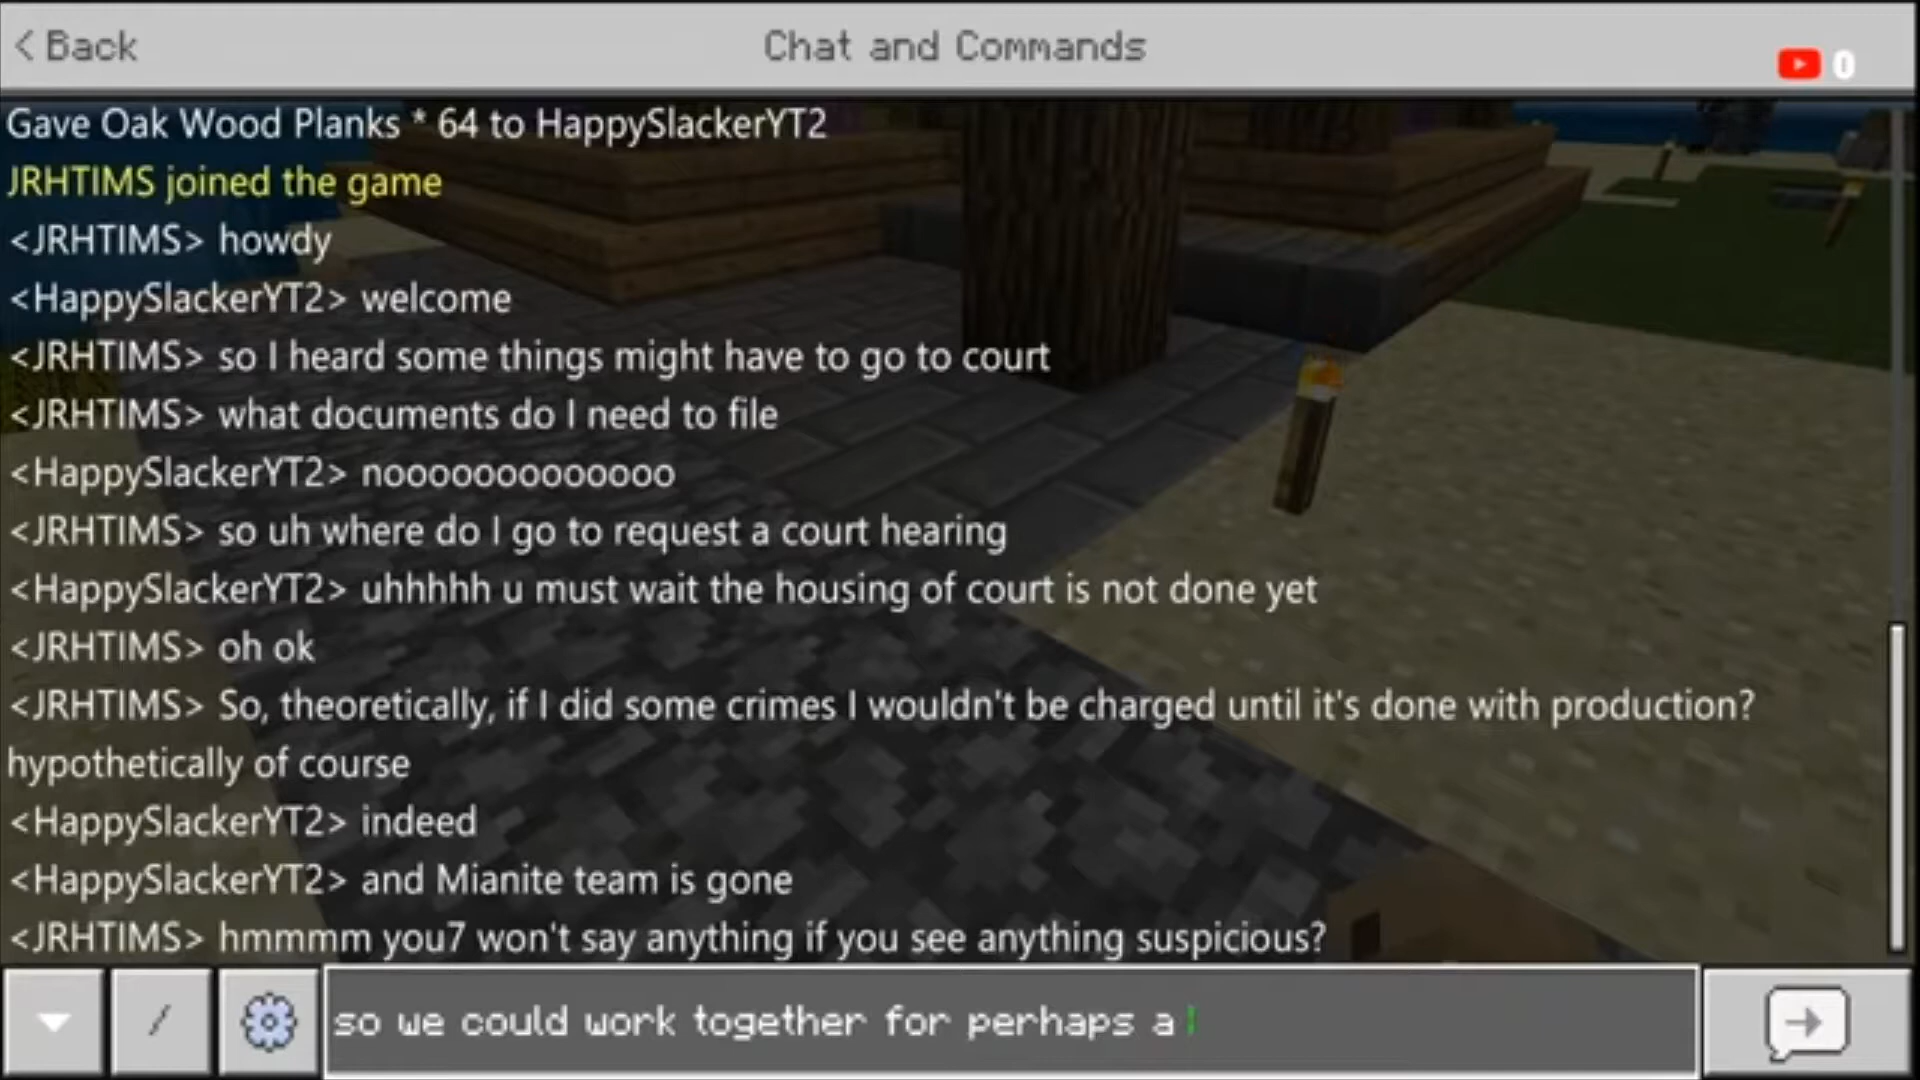 < Back
Chat and Commands
0
Gave Oak Wood Planks * 64 to HappySlackerYT2
JRHTIMS joined the game
<JRHTIMS> howdy
<HappySlackerYT2> welcome
<JRHTIMS> so I heard some things might have to go to court
<JRHTIMS> what documents do I need to file
<HappySlackerYT2> nooooooooooooo
<JRHTIMS> so uh where do I go to request a court hearing
<HappySlackerYT2> uhhhhh u must wait the housing of court is not done yet
<JRHTIMS> oh ok
<JRHTIMS> So, theoretically, if I did some crimes I wouldn't be charged until it's done with production?
hypothetically of course
<HappySlackerYT2> indeed
<HappySlackerYT2> and Mianite team is gone
<JRHTIMS> hmmmm you7 won't say anything if you see anything suspicious?
/
so we could work together for perhaps a